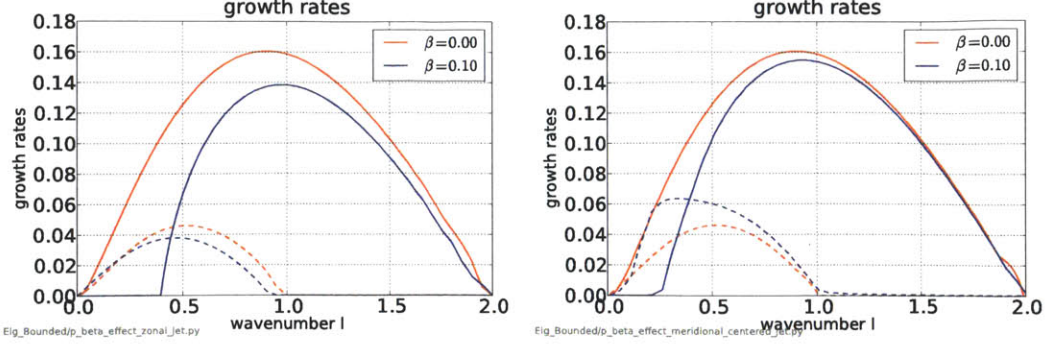 growth rates
growth rates
0.18
0.16
0.14
0.12
0.10
0.08
0.06
0.04
0.02
0.00
β=0.00
β=0.10
0.0
0.5
1.0
1.5
2.0
wavenumber l
Eig_Bounded/p_beta_effect_zonal_jet.py
growth rates
growth rates
0.18
0.16
0.14
0.12
0.10
0.08
0.06
0.04
0.02
0.00
β=0.00
β=0.10
0.0
0.5
1.0
1.5
2.0
wavenumber l
Eig_Bounded/p_beta_effect_meridional_centered_jet.py